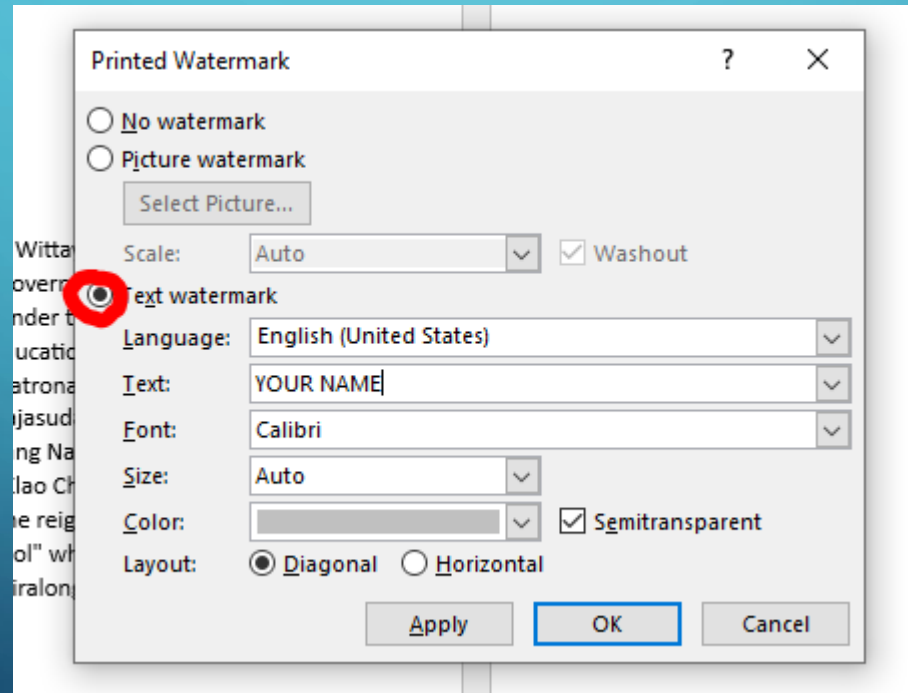 Printed Watermark ? X
No watermark
Picture watermark
Select Picture...
Scale: Auto Washout
Text watermark
Language: English (United States)
Text: YOUR NAME
Font: Calibri
Size: Auto
Color: Semitransparent
Layout: Diagonal Horizontal
Apply OK Cancel